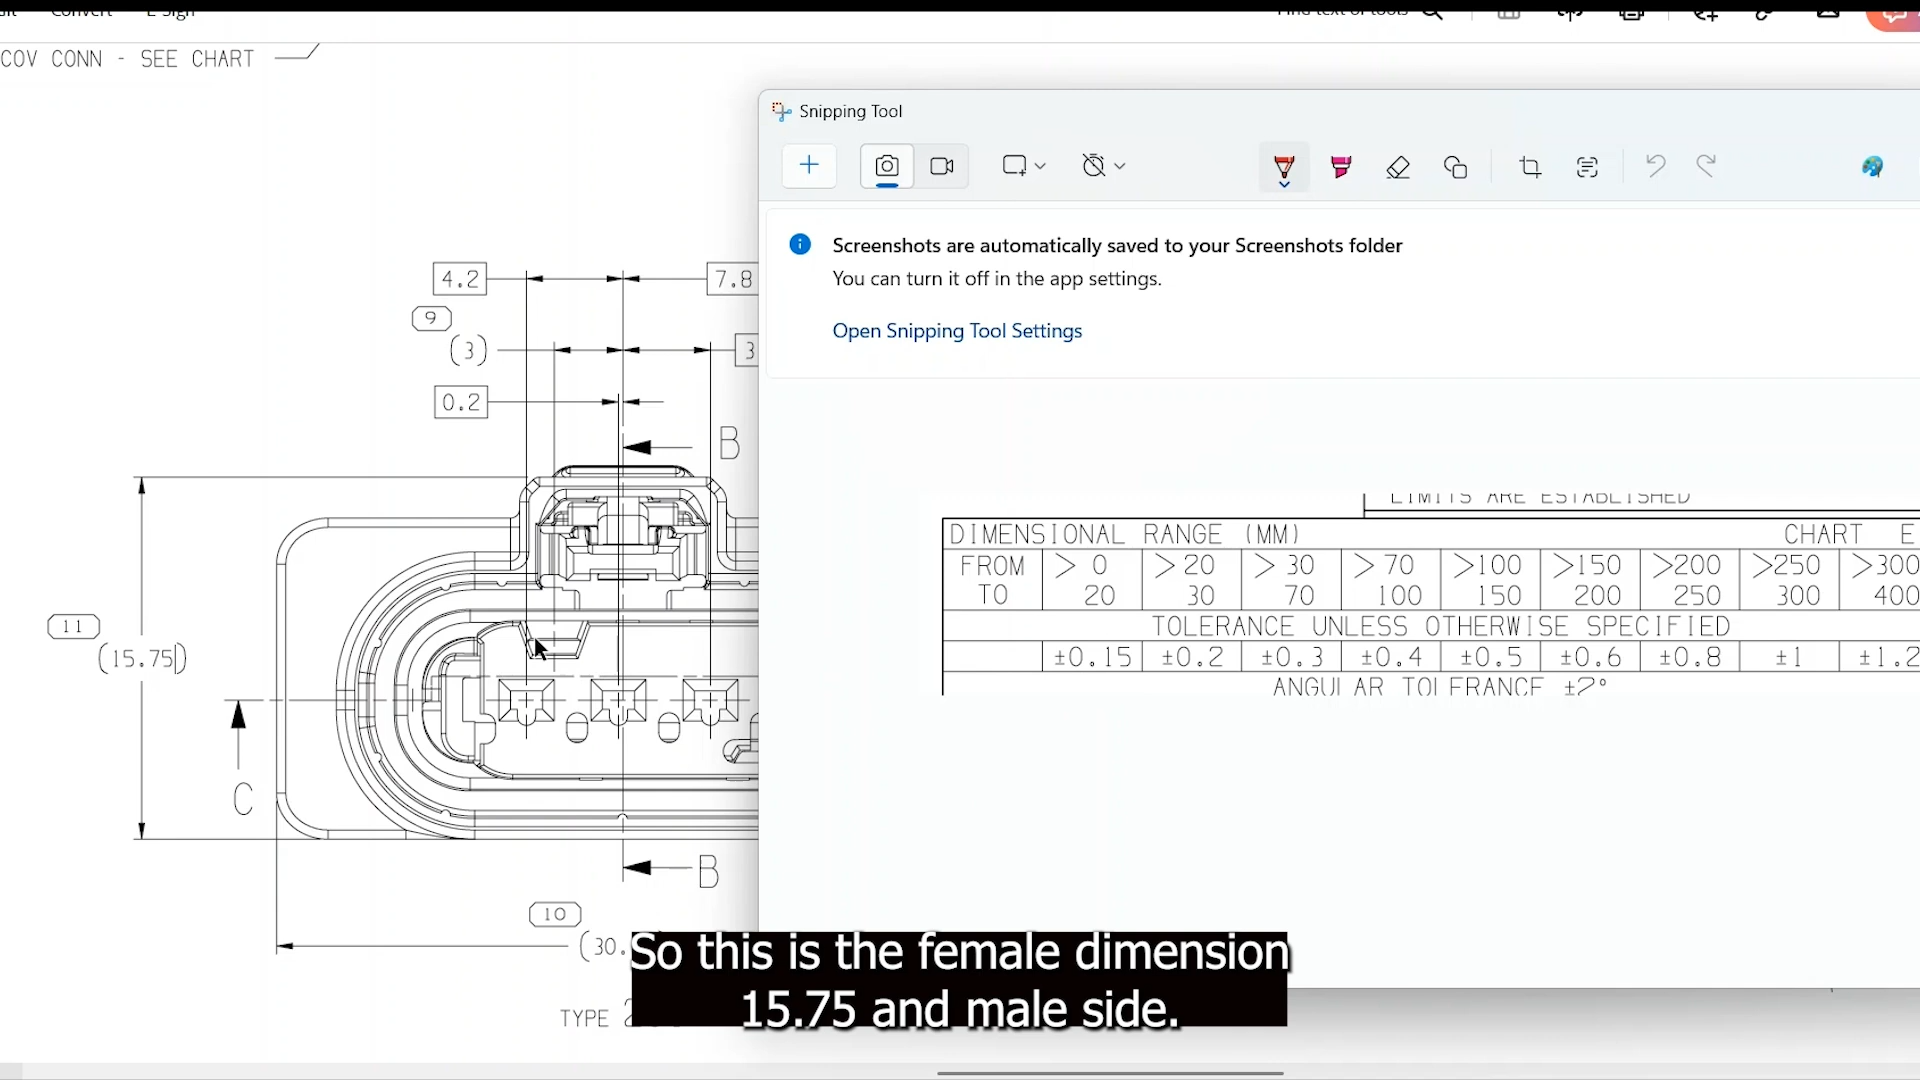 Convert
COV CONN - SEE CHART
Snipping Tool
Screenshots are automatically saved to your Screenshots folder
You can turn it off in the app settings.
Open Snipping Tool Settings
4.2
7.8
9
(3)
3
0.2
B
11
(15.75)
C
B
10
(30.
TYPE
LIMITS ARE ESTABLISHED
DIMENSIONAL RANGE (MM) CHART E
FROM >0 >20 >30 >70 >100 >150 >200 >250 >300
TO 20 30 70 100 150 200 250 300 400
TOLERANCE UNLESS OTHERWISE SPECIFIED
±0.15 ±0.2 ±0.3 ±0.4 ±0.5 ±0.6 ±0.8 ±1 ±1.2
ANGULAR TOLERANCE ±2°
So this is the female dimension
15.75 and male side.